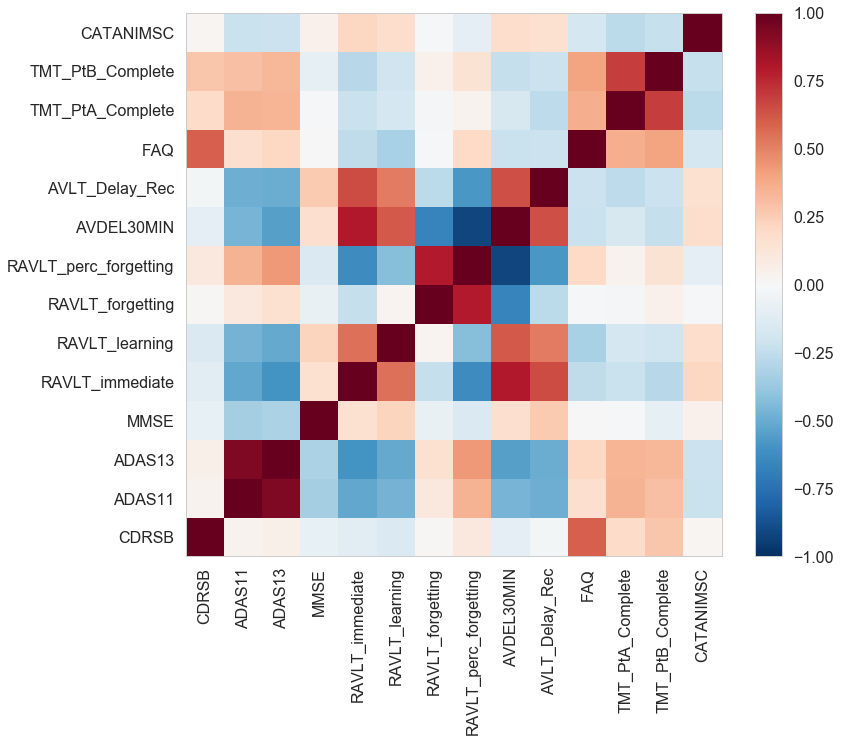 CATANIMSC
TMT_PtB_Complete
TMT_PtA_Complete
FAQ
AVLT_Delay_Rec
AVDEL30MIN
RAVLT_perc_forgetting
RAVLT_forgetting
RAVLT_learning
RAVLT_immediate
MMSE
ADAS13
ADAS11
CDRSB
CDRSB
ADAS11
ADAS13
MMSE
RAVLT_immediate
RAVLT_learning
RAVLT_forgetting
RAVLT_perc_forgetting
AVDEL30MIN
AVLT_Delay_Rec
FAQ
TMT_PtA_Complete
TMT_PtB_Complete
CATANIMSC
1.00
0.75
0.50
0.25
0.00
−0.25
−0.50
−0.75
−1.00